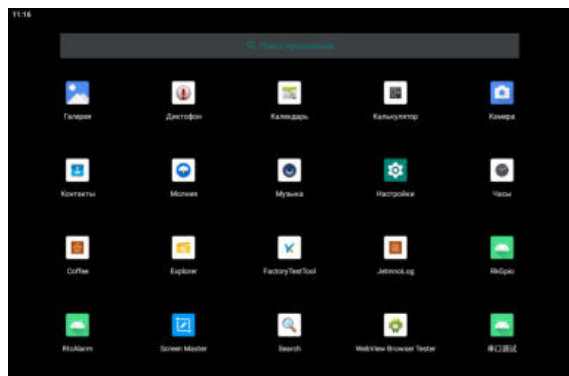 11:16
Поиск приложений
Галерея Диктофон Календарь Калькулятор Камера
Контакты Молния Музыка Настройки Часы
Coffee Explorer FactoryTestTool JetinnoLog RkGpio
RtcAlarm Screen Master Search WebView Browser Tester 串口调试